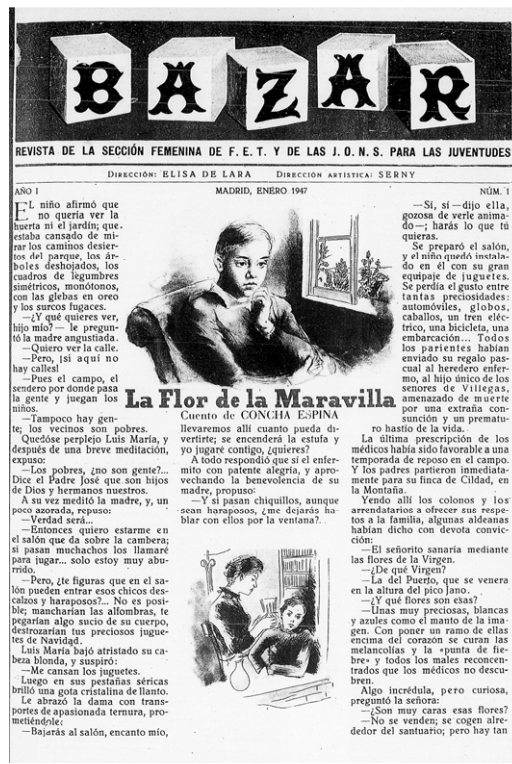 BAZAR
REVISTA DE LA SECCIÓN FEMENINA DE F. E. T. Y DE LAS J. O. N. S. PARA LAS JUVENTUDES
DIRECCIÓN: ELISA DE LARA DIRECCIÓN ARTÍSTICA: SERNY
AÑO I MADRID, ENERO 1947 NÚM. 1
La Flor de la Maravilla
Cuento de CONCHA ESPINA
EL niño afirmó que
no quería ver la
huerta ni el jardín; que
estaba cansado de mi-
rar los caminos desier-
tos del parque, los ár-
boles deshojados, los
cuadros de legumbres
simétricos, monótonos,
con las glebas en oreo
y los surcos fugaces.
—¿Y qué quieres ver,
hijo mío?— le pregun-
tó la madre angustiada.
—Quiero ver la calle.
—Pero, ¡si aquí no
hay calles!
—Pues el campo, el
sendero por donde pasa
la gente y juegan los
niños.
—Tampoco hay gen-
te; los vecinos son pobres.
Quedóse perplejo Luis María, y
después de una breve meditación,
expuso:
—Los pobres, ¿no son gente?...
Dice el Padre José que son hijos
de Dios y hermanos nuestros.
A su vez meditó la madre, y, un
poco azorada, repuso:
—Verdad será...
—Entonces quiero estarme en
el salón que da sobre la cambera;
si pasan muchachos los llamaré
para jugar... solo estoy muy abu-
rrido.
—Pero, ¿te figuras que en el sa-
lón pueden entrar esos chicos des-
calzos y haraposos?... No es posi-
ble; mancharían las alfombras, te
pegarían algo sucio de su cuerpo,
destrozarían tus preciosos jugue-
tes de Navidad.
Luis María bajó atristado su ca-
beza blonda, y suspiró:
—Me cansan los juguetes.
Luego en sus pestañas séricas
brilló una gota cristalina de llanto.
Le abrazó la dama con trans-
portes de apasionada ternura, pro-
metiéndole:
—Bajarás al salón, encanto mío,
llevaremos allí cuanto pueda di-
vertirte; se encenderá la estufa y
yo jugaré contigo, ¿quieres?
A todo respondió que sí el enfer-
mito con patente alegría, y apro-
vechando la benevolencia de su
madre, propuso:
—Y si pasan chiquillos, aunque
sean haraposos, ¿me dejarás ha-
blar con ellos por la ventana?..
—Sí, sí—dijo ella,
gozosa de verle anima-
do—; harás lo que tú
quieras.
Se preparó el salón,
y el niño quedó instala-
do en él con su gran
equipaje de juguetes.
Se perdía el gusto entre
tantas preciosidades:
automóviles, globos,
caballos, un tren eléc-
trico, una bicicleta, una
embarcación... Todos
los parientes habían
enviado su regalo pas-
cual al heredero enfer-
mo, al hijo único de los
señores de Villegas,
amenazado de muerte
por una extraña con-
sunción y un prematu-
ro hastío de la vida.
La última prescripción de los
médicos había sido favorable a una
temporada de reposo en el campo.
Y los padres partieron inmediata-
mente para su finca de Cildad, en
la Montaña.
Yendo allí los colonos y los
arrendatarios a ofrecer sus respe-
tos a la familia, algunas aldeanas
habían dicho con devota convic-
ción:
—El señorito sanaría mediante
las flores de la Virgen.
—¿De qué Virgen?
—La del Puerto, que se venera
en la altura del pico Jano.
—¿Y qué flores son esas?
—Unas muy preciosas, blancas
y azules como el manto de la ima-
gen. Con poner un ramo de ellas
encima del corazón se curan las
melancolías y la «punta de fie-
bre» y todos los males reconcen-
trados que los médicos no descu-
bren.
Algo incrédula, pero curiosa,
preguntó la señora:
—¿Son muy caras esas flores?
—No se venden; se cogen alre-
dedor del santuario; pero hay tan